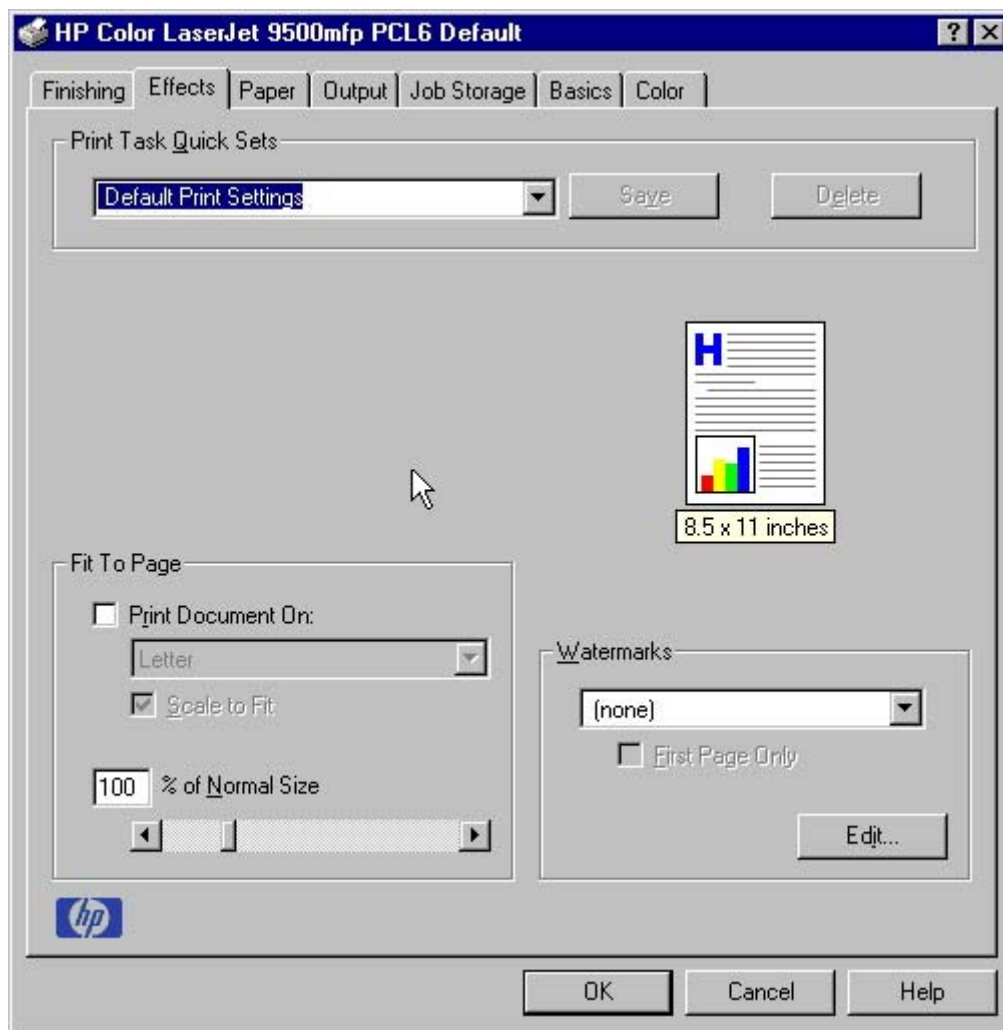 HP Color LaserJet 9500mfp PCL6 Default
Finishing Effects Paper Output Job Storage Basics Color
Print Task Quick Sets
Default Print Settings Save Delete
H
8.5 x 11 inches
Fit To Page
Print Document On:
Letter
Scale to Fit
100 % of Normal Size
Watermarks
(none)
First Page Only
Edit...
hp
OK Cancel Help